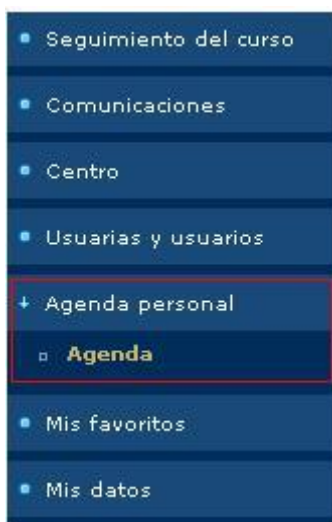 Seguimiento del curso
Comunicaciones
Centro
Usuarias y usuarios
Agenda personal
Agenda
Mis favoritos
Mis datos